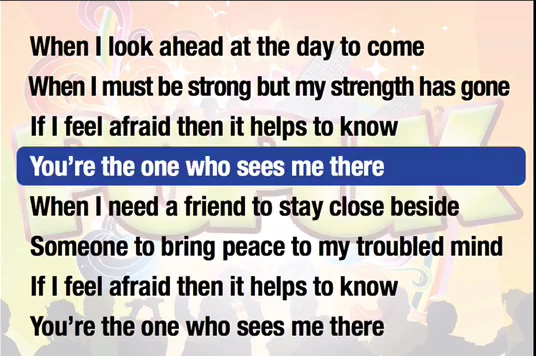 When I look ahead at the day to come
When I must be strong but my strength has gone
If I feel afraid then it helps to know
You're the one who sees me there
When I need a friend to stay close beside
Someone to bring peace to my troubled mind
If I feel afraid then it helps to know
You're the one who sees me there